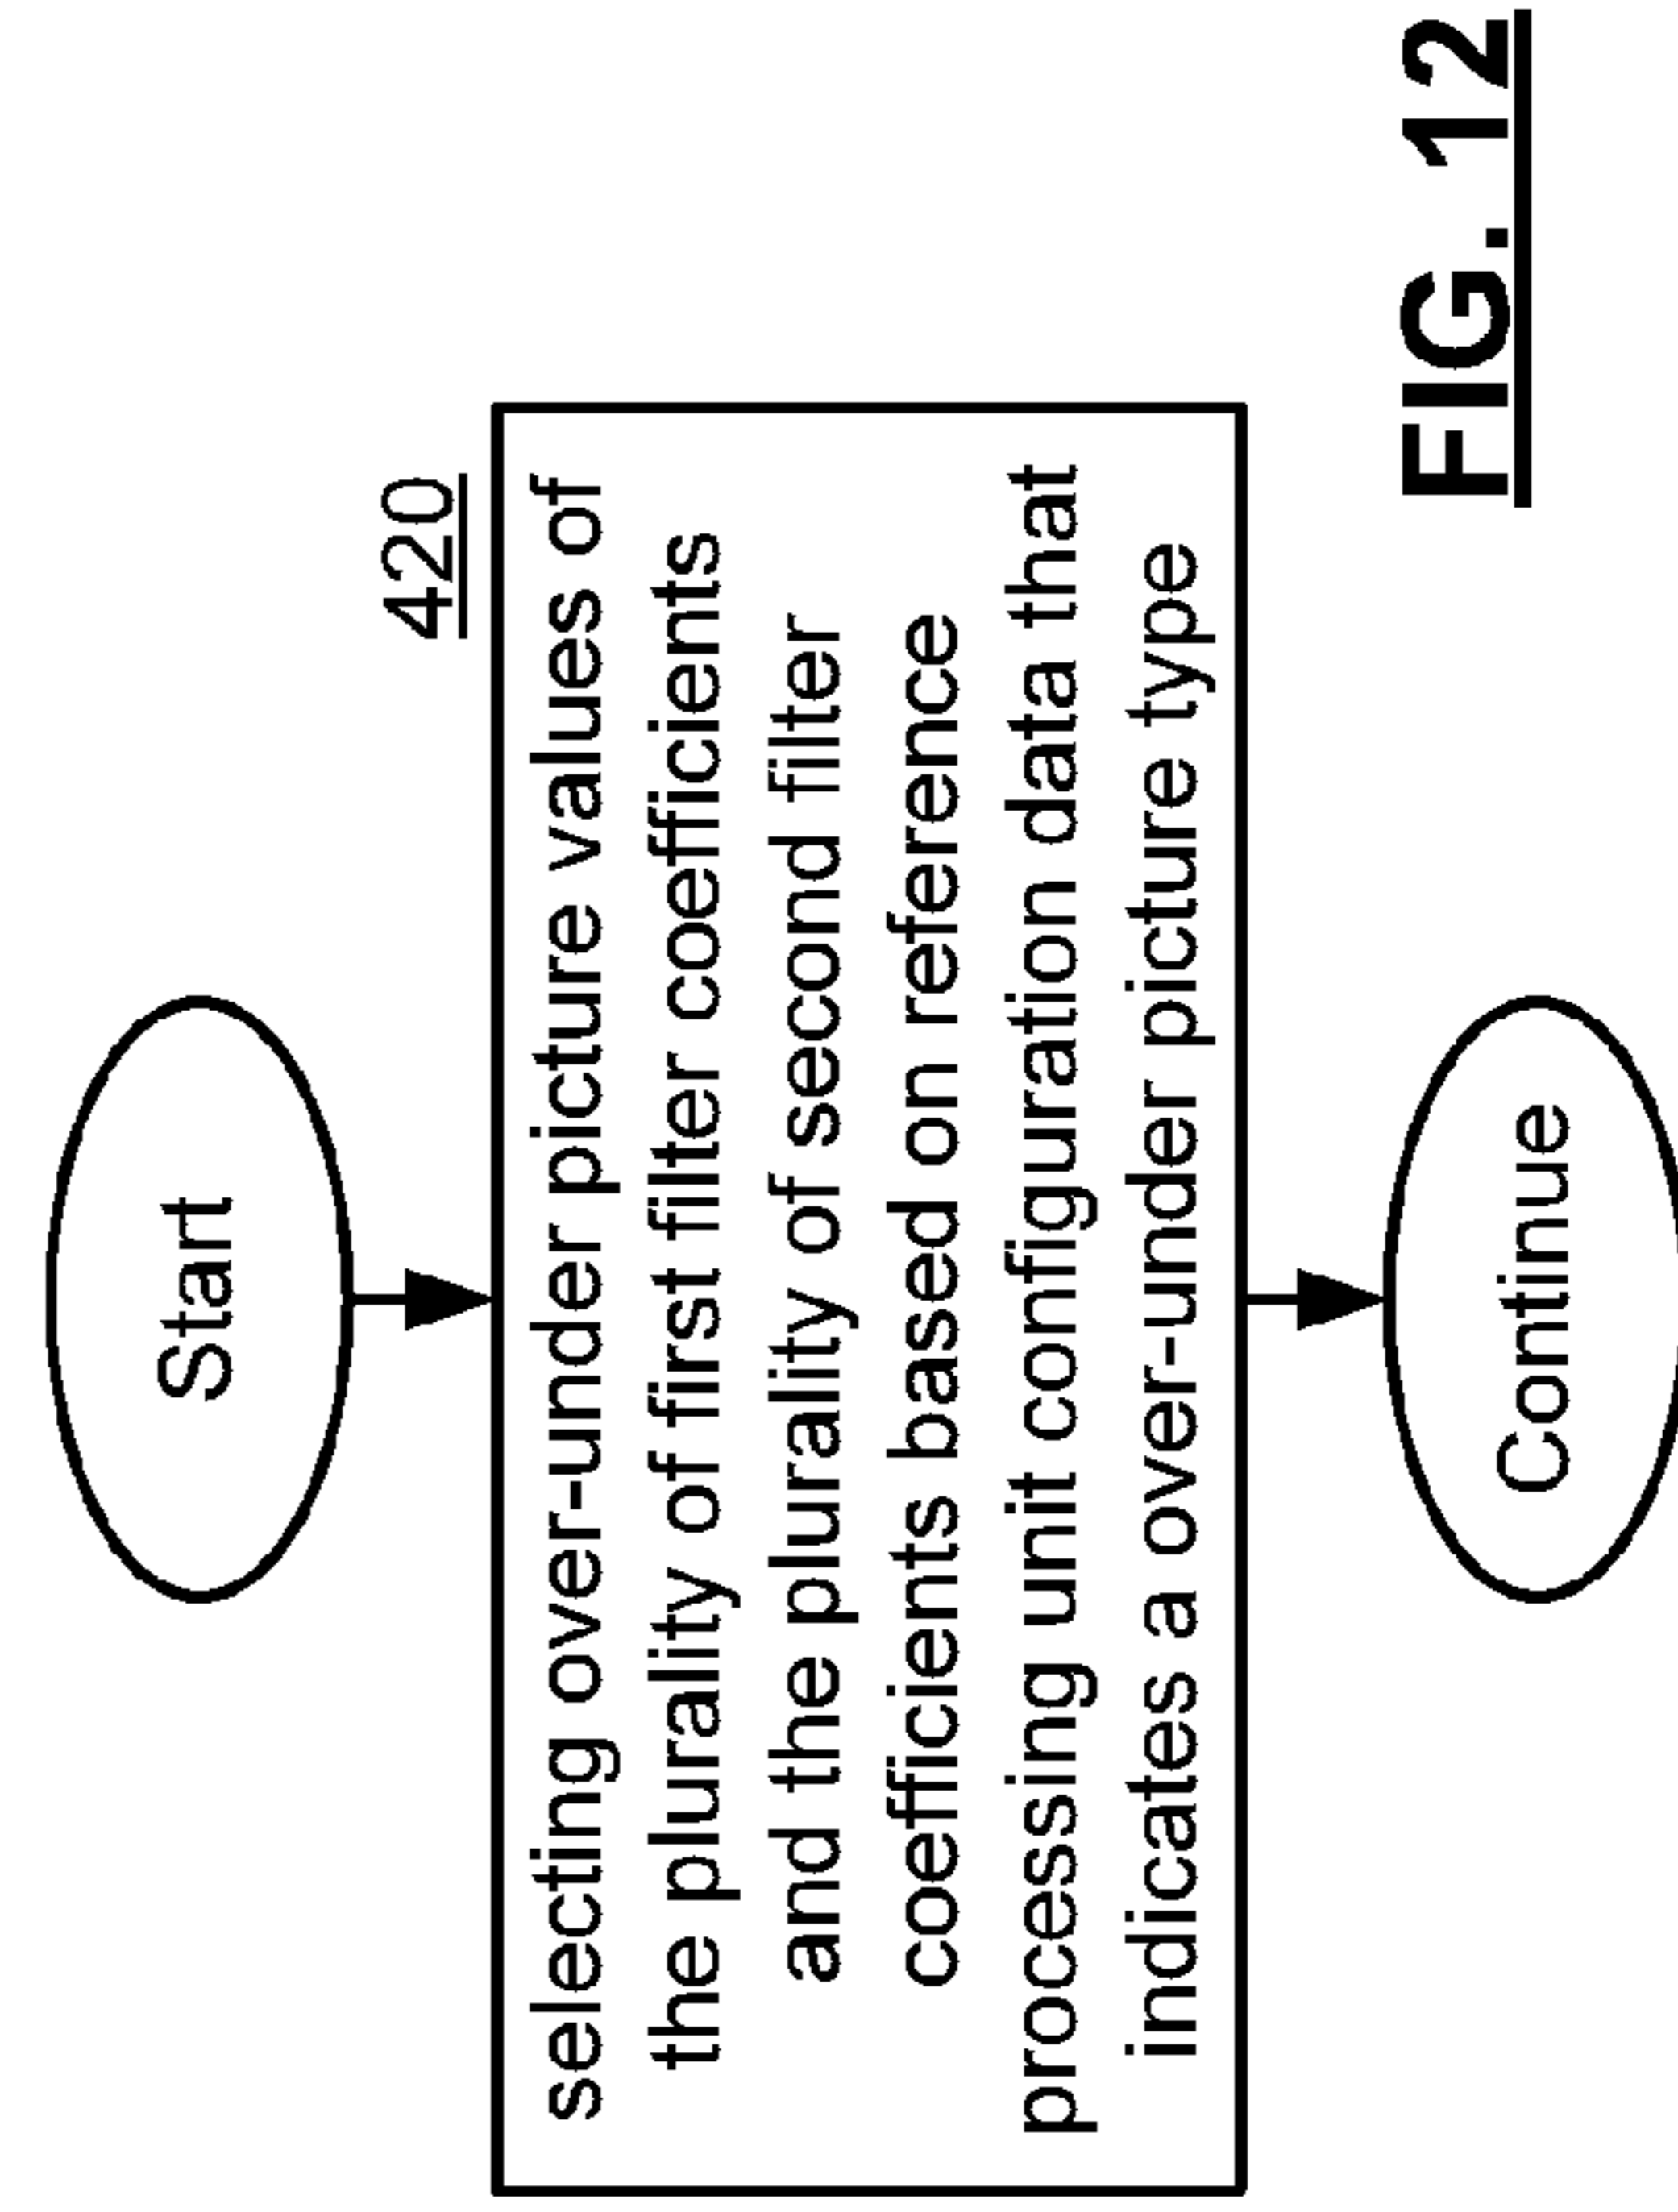 Start
420
selecting over-under picture values of
the plurality of first filter coefficients
and the plurality of second filter
coefficients based on reference
processing unit configuration data that
indicates a over-under picture type
Continue
FIG. 12